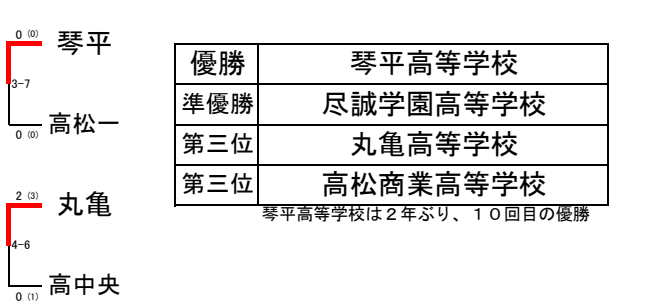 0 (0)
琴平
3-7
高松一
0 (0)
2 (3)
丸亀
4-6
高中央
0 (1)
優勝 琴平高等学校
準優勝 尽誠学園高等学校
第三位 丸亀高等学校
第三位 高松商業高等学校
琴平高等学校は２年ぶり、１０回目の優勝